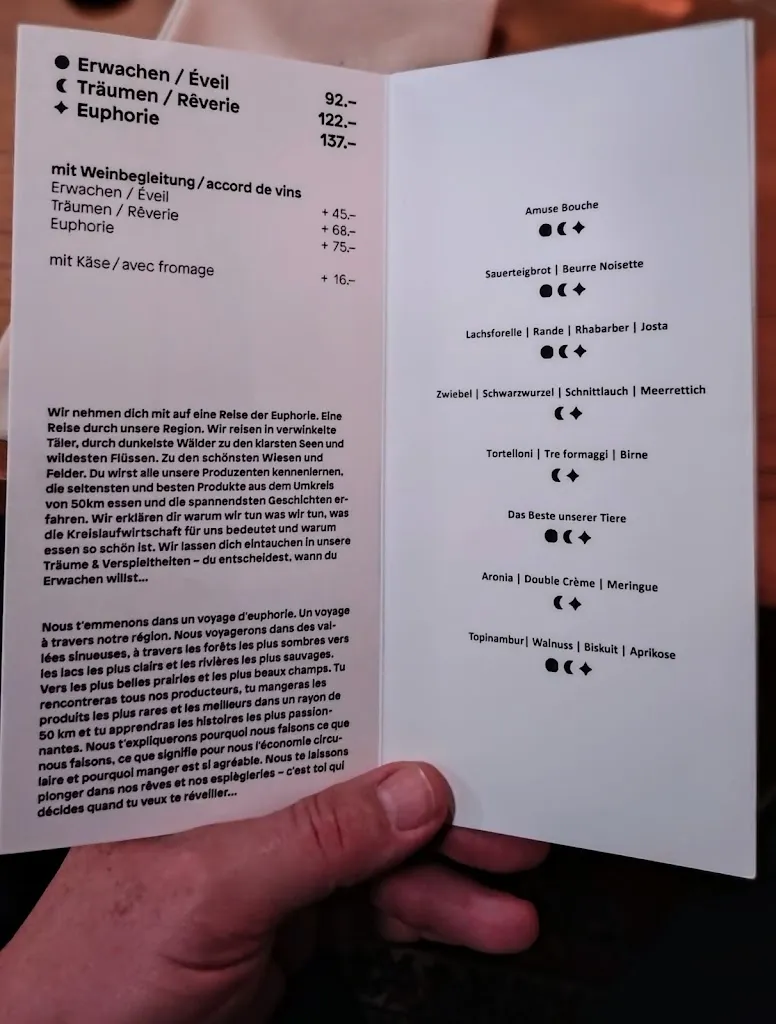 ● Erwachen / Éveil 92.–
☾ Träumen / Rêverie 122.–
✦ Euphorie 137.–
mit Weinbegleitung / accord de vins
Erwachen / Éveil + 45.–
Träumen / Rêverie + 68.–
Euphorie + 75.–
mit Käse / avec fromage + 16.–
Wir nehmen dich mit auf eine Reise der Euphorie. Eine
Reise durch unsere Region. Wir reisen in verwinkelte
Täler, durch dunkelste Wälder zu den klarsten Seen und
wildesten Flüssen. Zu den schönsten Wiesen und
Felder. Du wirst alle unsere Produzenten kennenlernen,
die seltensten und besten Produkte aus dem Umkreis
von 50km essen und die spannendsten Geschichten er-
fahren. Wir erklären dir warum wir tun was wir tun, was
die Kreislaufwirtschaft für uns bedeutet und warum
essen so schön ist. Wir lassen dich eintauchen in unsere
Träume & Verspieltheiten – du entscheidest, wann du
Erwachen willst...
Nous t'emmenons dans un voyage d'euphorie. Un voyage
à travers notre région. Nous voyagerons dans des val-
lées sinueuses, à travers les forêts les plus sombres vers
les lacs les plus clairs et les rivières les plus sauvages.
Vers les plus belles prairies et les plus beaux champs. Tu
rencontreras tous nos producteurs, tu mangeras les
produits les plus rares et les meilleurs dans un rayon de
50 km et tu apprendras les histoires les plus passion-
nantes. Nous t'expliquerons pourquoi nous faisons ce que
nous faisons, ce que signifie pour nous l'économie circu-
laire et pourquoi manger est si agréable. Nous te laissons
plonger dans nos rêves et nos espiègleries – c'est toi qui
décides quand tu veux te réveiller...
Amuse Bouche
●☾✦
Sauerteigbrot | Beurre Noisette
●☾✦
Lachsforelle | Rande | Rhabarber | Josta
●☾✦
Zwiebel | Schwarzwurzel | Schnittlauch | Meerrettich
☾✦
Tortelloni | Tre formaggi | Birne
☾✦
Das Beste unserer Tiere
●☾✦
Aronia | Double Crème | Meringue
☾✦
Topinambur| Walnuss | Biskuit | Aprikose
●☾✦